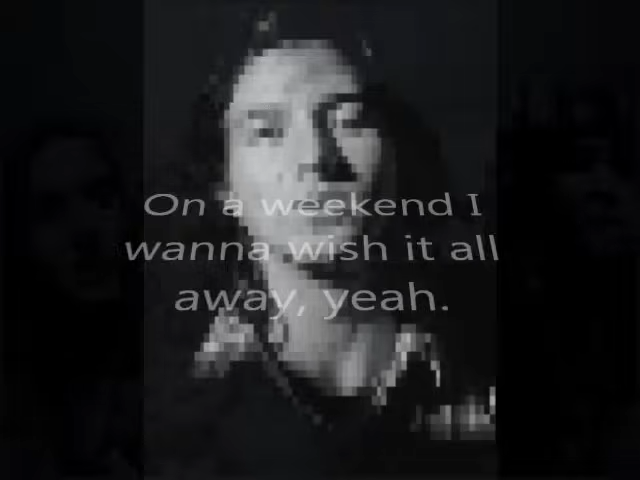 On a weekend I
wanna wish it all
away, yeah.